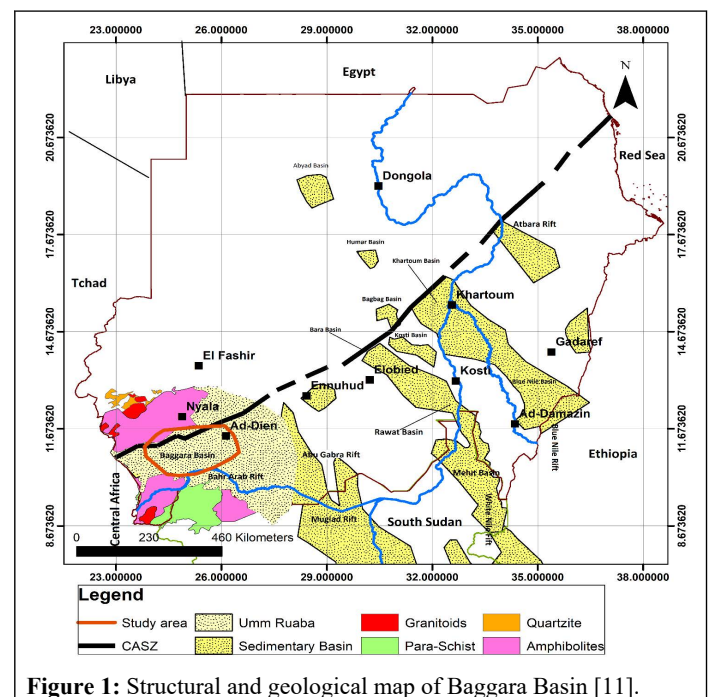 23.000000 26.000000 29.000000 32.000000 35.000000 38.000000
Libya
Egypt
N
20.673620
20.673620
Red Sea
Abyad Basin
Dongola
17.673620
17.673620
Atbara Rift
Humar Basin
Khartoum Basin
Tchad
Bagbag Basin
Khartoum
14.673620
14.673620
Bara Basin
Kosti Basin
Gadaref
El Fashir
Elobied
Kosti
Ennuhud
Blue Nile Basin
Nyala
Ad-Dien
Ad-Damazin
11.673620
11.673620
Rawat Basin
Baggara Basin
Abu Gabra Rift
Blue Nile Rift
Ethiopia
Bahr Arab Rift
Melut Basin
Central Africa
Muglad Rift
South Sudan
White Nile Rift
8.673620
8.673620
0 230 460 Kilometers
23.000000 26.000000 29.000000 32.000000 35.000000 38.000000
Legend
Study area Umm Ruaba Granitoids Quartzite
CASZ Sedimentary Basin Para-Schist Amphibolites
Figure 1: Structural and geological map of Baggara Basin [11].